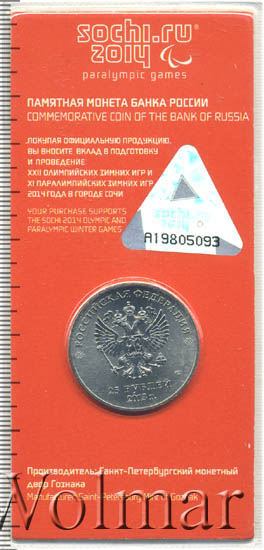 sochi.ru
2014
paralympic games
ПАМЯТНАЯ МОНЕТА БАНКА РОССИИ
COMMEMORATIVE COIN OF THE BANK OF RUSSIA
ПОКУПАЯ ОФИЦИАЛЬНУЮ ПРОДУКЦИЮ,
ВЫ ВНОСИТЕ ВКЛАД В ПОДГОТОВКУ
И ПРОВЕДЕНИЕ
XXII ОЛИМПИЙСКИХ ЗИМНИХ ИГР И
XI ПАРАЛИМПИЙСКИХ ЗИМНИХ ИГР
2014 ГОДА В ГОРОДЕ СОЧИ
YOUR PURCHASE SUPPORTS
THE SOCHI 2014 OLYMPIC AND
PARALYMPIC WINTER GAMES
A19805093
РОССИЙСКАЯ ФЕДЕРАЦИЯ
25 РУБЛЕЙ
Производитель: Санкт-Петербургский монетный
двор Гознака
Manufacturer: Saint-Petersburg Mint of Goznak
Wolmar